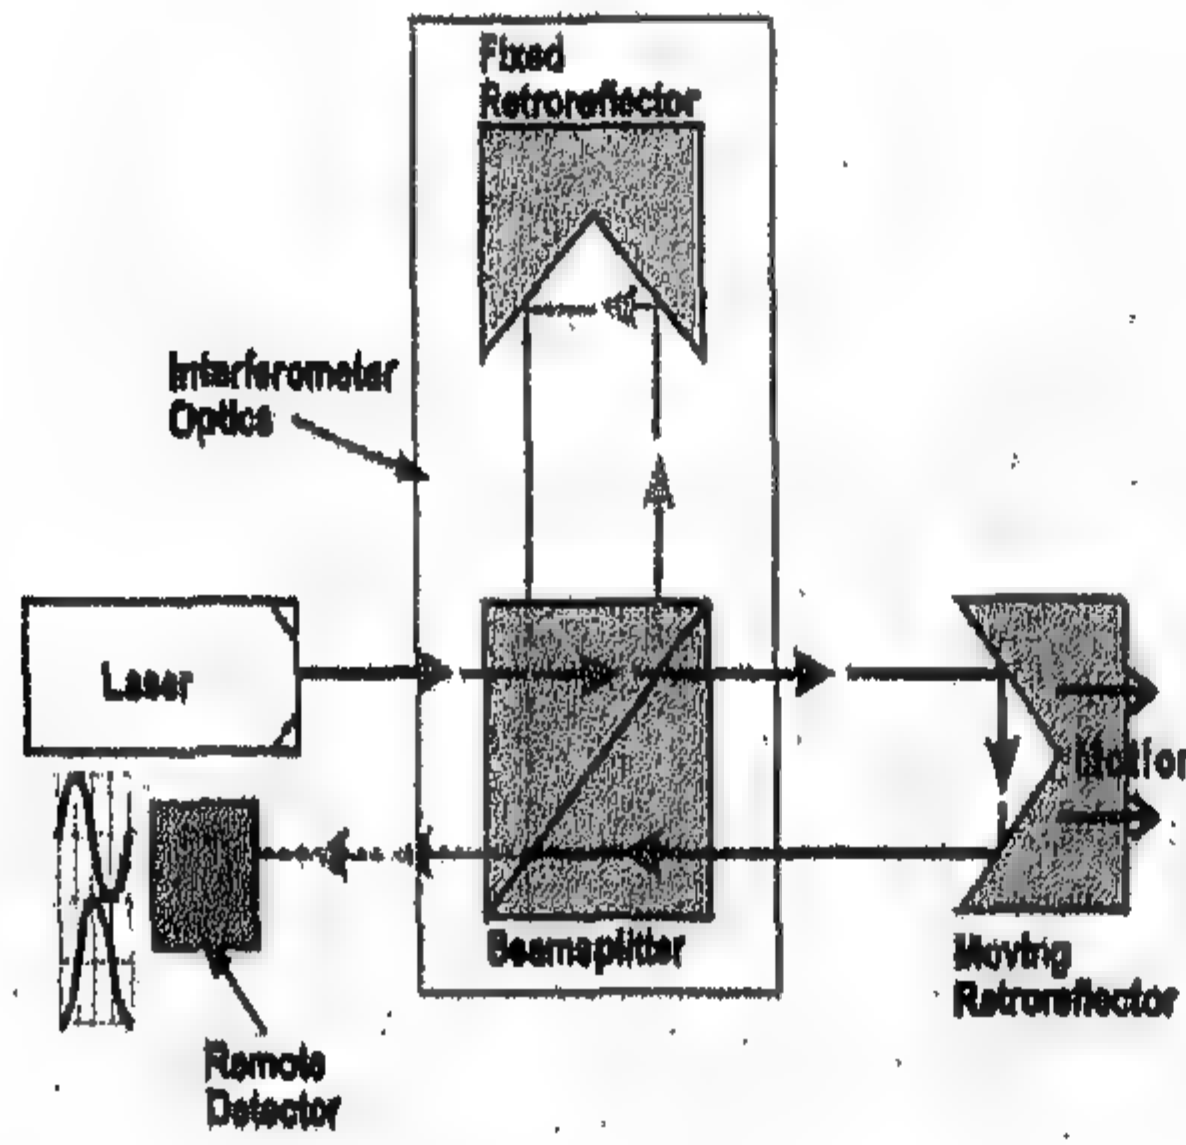 Fixed
Retroreflector
Interferometer
Optics
Laser
Motion
Beamsplitter
Moving
Retroreflector
Remote
Detector